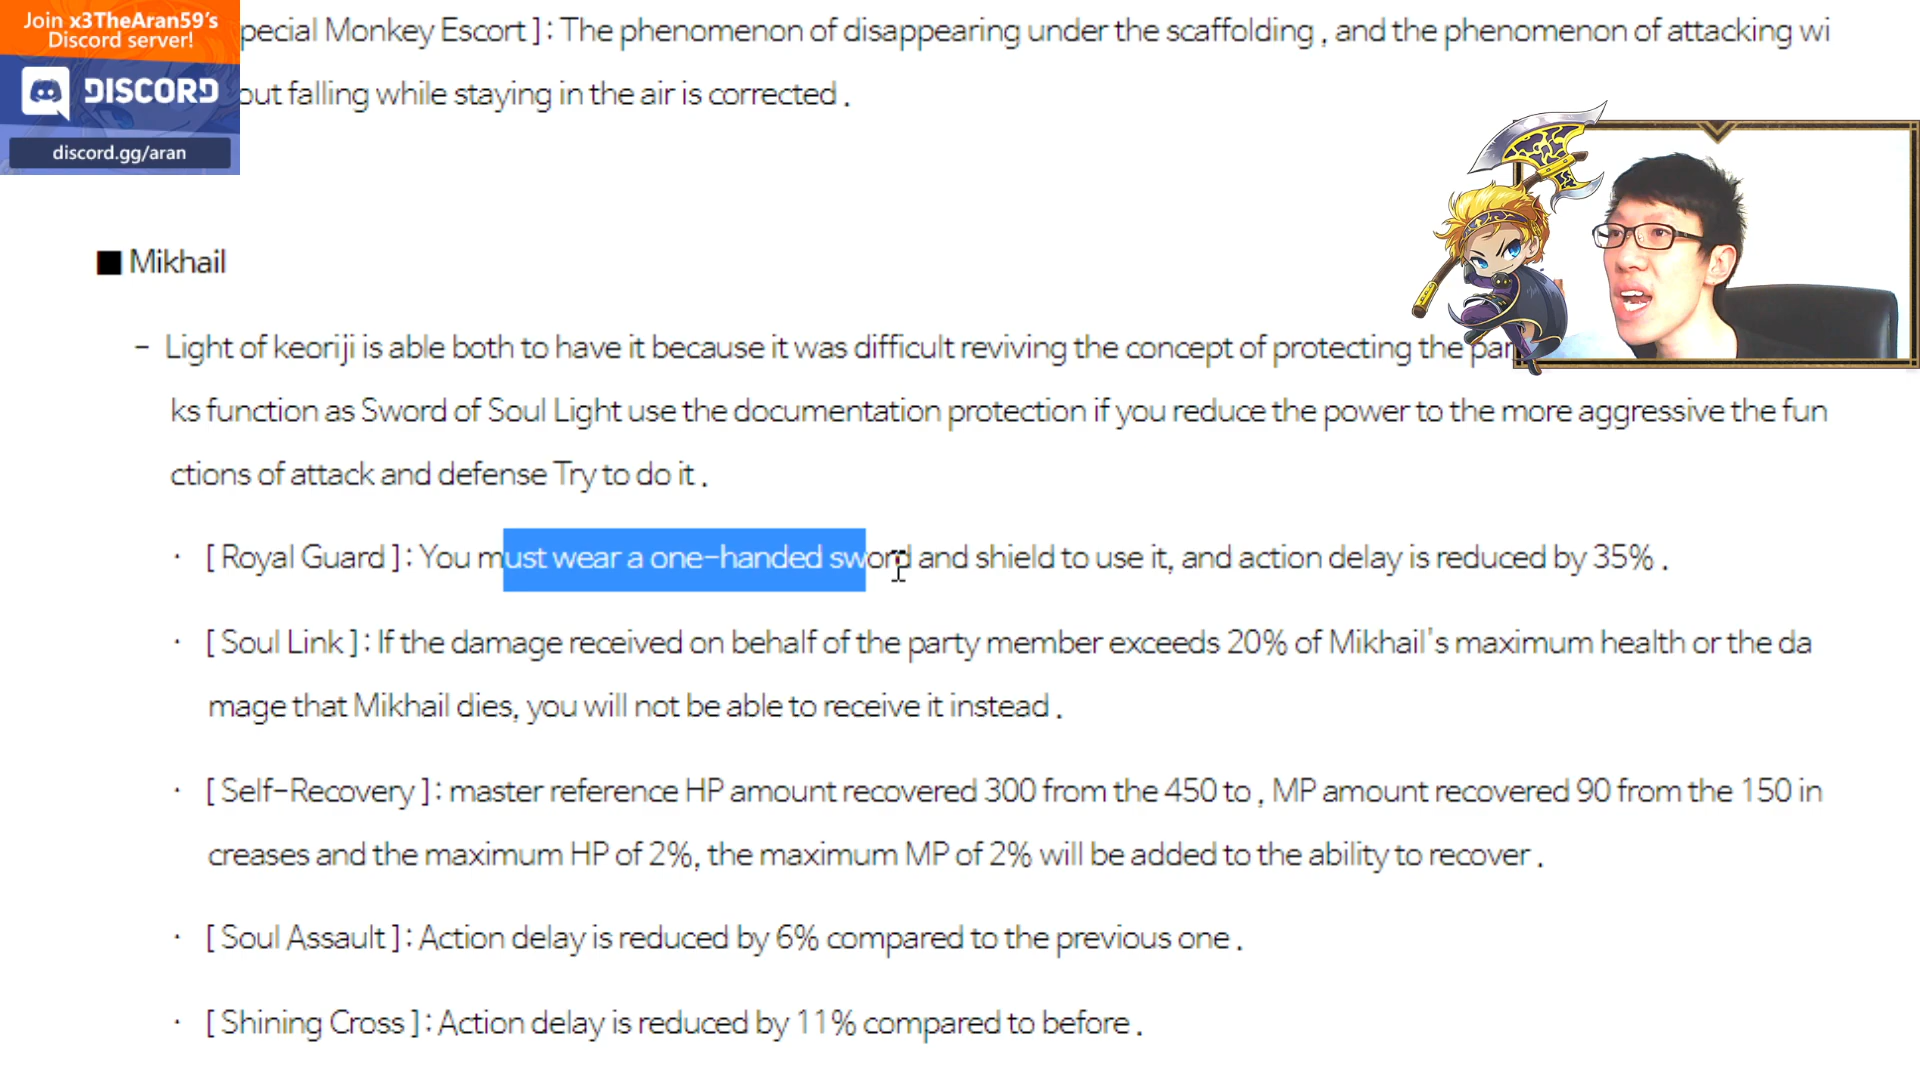 Join x3TheAran59's
Discord server!
DISCORD
discord.gg/aran
pecial Monkey Escort ] : The phenomenon of disappearing under the scaffolding , and the phenomenon of attacking wi
out falling while staying in the air is corrected .
■ Mikhail
- Light of keoriji is able both to have it because it was difficult reviving the concept of protecting the par
ks function as Sword of Soul Light use the documentation protection if you reduce the power to the more aggressive the fun
ctions of attack and defense Try to do it .
· [ Royal Guard ] : You must wear a one-handed sword and shield to use it, and action delay is reduced by 35% .
· [ Soul Link ] : If the damage received on behalf of the party member exceeds 20% of Mikhail's maximum health or the da
mage that Mikhail dies, you will not be able to receive it instead .
· [ Self-Recovery ] : master reference HP amount recovered 300 from the 450 to , MP amount recovered 90 from the 150 in
creases and the maximum HP of 2%, the maximum MP of 2% will be added to the ability to recover .
· [ Soul Assault ] : Action delay is reduced by 6% compared to the previous one .
· [ Shining Cross ] : Action delay is reduced by 11% compared to before .